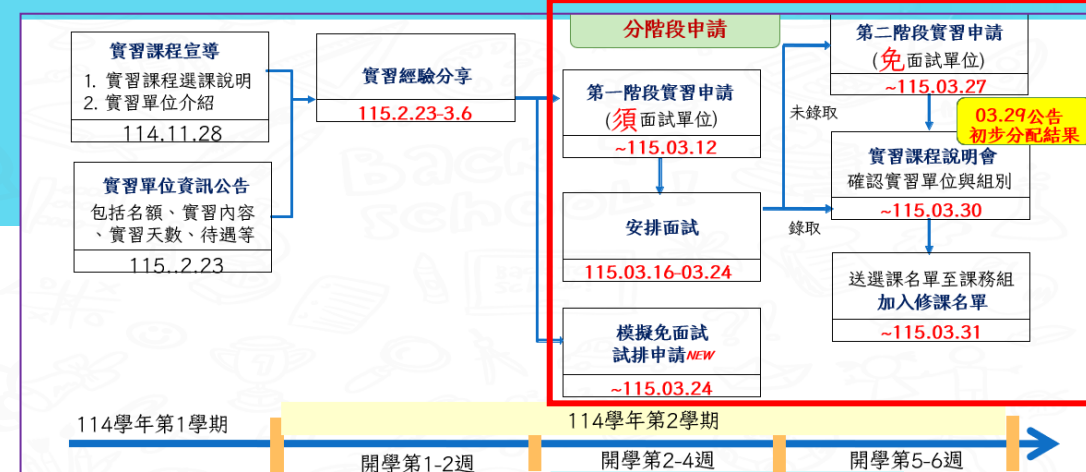 實習課程宣導
1. 實習課程選課說明
2. 實習單位介紹
114.11.28
實習單位資訊公告
包括名額、實習內容
、實習天數、待遇等
115..2.23
實習經驗分享
115.2.23-3.6
分階段申請
第一階段實習申請
(須面試單位)
~115.03.12
安排面試
115.03.16-03.24
模擬免面試
試排申請NEW
~115.03.24
未錄取
錄取
第二階段實習申請
(免面試單位)
~115.03.27
03.29公告
初步分配結果
實習課程說明會
確認實習單位與組別
~115.03.30
送選課名單至課務組
加入修課名單
~115.03.31
114學年第1學期
114學年第2學期
開學第1-2週
開學第2-4週
開學第5-6週